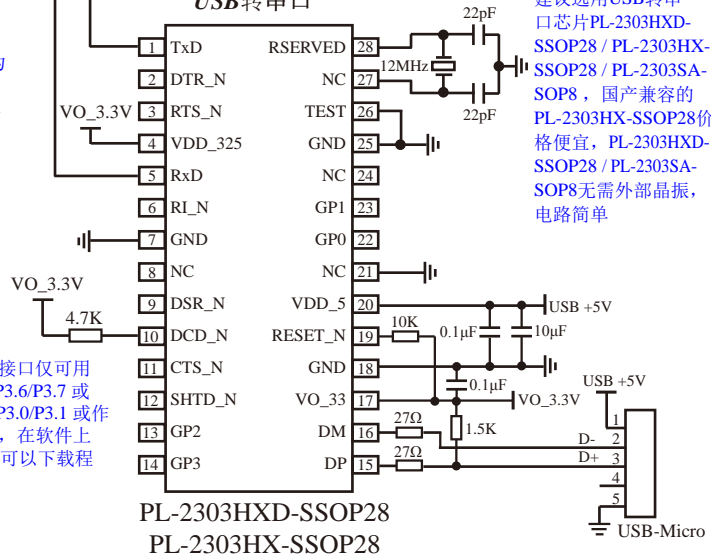 USB转串口
建议选用USB转串
口芯片PL-2303HXD-
SSOP28 / PL-2303HX-
SSOP28 / PL-2303SA-
SOP8 ，国产兼容的
PL-2303HX-SSOP28价
格便宜，PL-2303HXD-
SSOP28 / PL-2303SA-
SOP8无需外部晶振，
电路简单
22pF
12MHz
22pF
1 TxD
2 DTR_N
3 RTS_N
4 VDD_325
5 RxD
6 RI_N
7 GND
8 NC
9 DSR_N
10 DCD_N
11 CTS_N
12 SHTD_N
13 GP2
14 GP3
RSERVED 28
NC 27
TEST 26
GND 25
NC 24
GP1 23
GP0 22
NC 21
VDD_5 20
RESET_N 19
GND 18
VO_33 17
DM 16
DP 15
VO_3.3V
VO_3.3V
4.7K
接口仅可用
P3.6/P3.7 或
P3.0/P3.1 或作
，在软件上
可以下载程
USB +5V
10K
0.1μF
10μF
0.1μF
VO_3.3V
1.5K
27Ω
27Ω
USB +5V
D-
D+
1
2
3
4
5
USB-Micro
PL-2303HXD-SSOP28
PL-2303HX-SSOP28